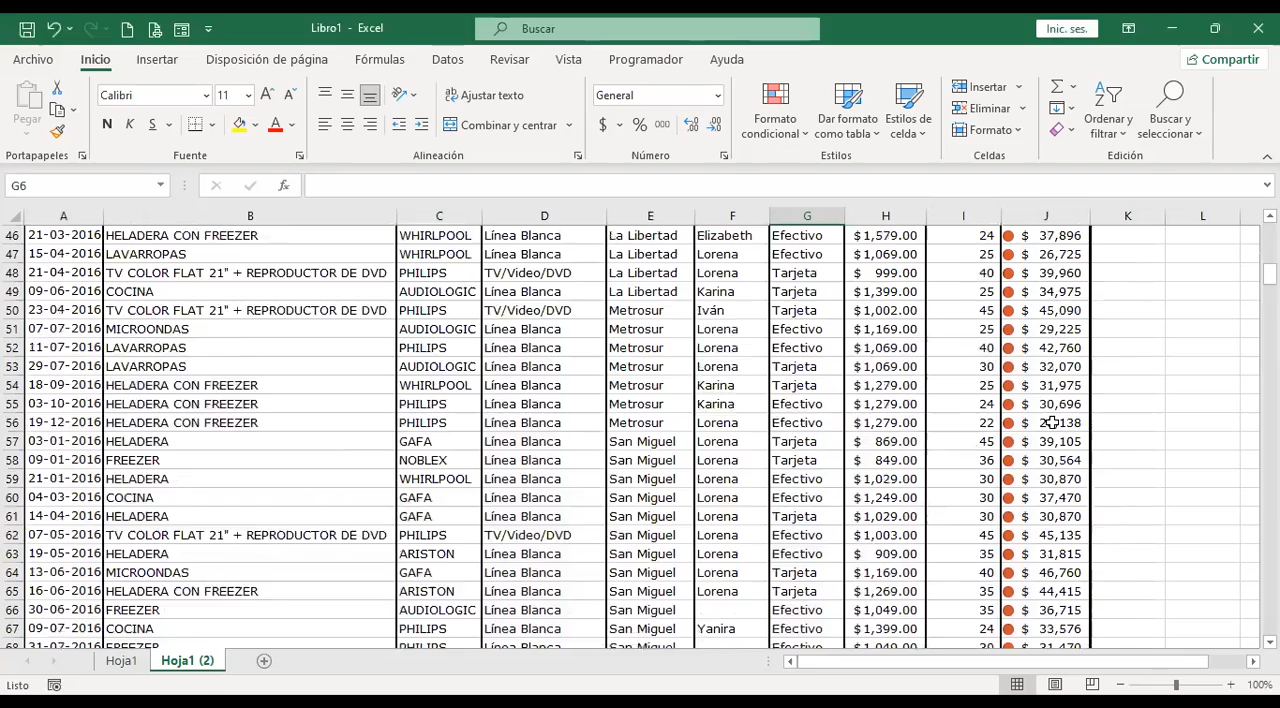 Libro1 - Excel
Buscar
Inic. ses.
Archivo Inicio Insertar Disposición de página Fórmulas Datos Revisar Vista Programador Ayuda
Compartir
Pegar
Calibri 11
N K S
Ajustar texto
Combinar y centrar
General
$ % 000
Formato condicional
Dar formato como tabla
Estilos de celda
Insertar
Eliminar
Formato
Ordenar y filtrar
Buscar y seleccionar
Portapapeles Fuente Alineación Número Estilos Celdas Edición
G6 fx
A B C D E F G H I J K L
46 21-03-2016 HELADERA CON FREEZER WHIRLPOOL Línea Blanca La Libertad Elizabeth Efectivo $ 1,579.00 24 $ 37,896
47 15-04-2016 LAVARROPAS WHIRLPOOL Línea Blanca La Libertad Lorena Efectivo $ 1,069.00 25 $ 26,725
48 21-04-2016 TV COLOR FLAT 21" + REPRODUCTOR DE DVD PHILIPS TV/Video/DVD La Libertad Lorena Tarjeta $ 999.00 40 $ 39,960
49 09-06-2016 COCINA AUDIOLOGIC Línea Blanca La Libertad Karina Tarjeta $ 1,399.00 25 $ 34,975
50 23-04-2016 TV COLOR FLAT 21" + REPRODUCTOR DE DVD PHILIPS TV/Video/DVD Metrosur Iván Tarjeta $ 1,002.00 45 $ 45,090
51 07-07-2016 MICROONDAS AUDIOLOGIC Línea Blanca Metrosur Lorena Efectivo $ 1,169.00 25 $ 29,225
52 11-07-2016 LAVARROPAS PHILIPS Línea Blanca Metrosur Lorena Efectivo $ 1,069.00 40 $ 42,760
53 29-07-2016 LAVARROPAS AUDIOLOGIC Línea Blanca Metrosur Lorena Tarjeta $ 1,069.00 30 $ 32,070
54 18-09-2016 HELADERA CON FREEZER WHIRLPOOL Línea Blanca Metrosur Karina Tarjeta $ 1,279.00 25 $ 31,975
55 03-10-2016 HELADERA CON FREEZER PHILIPS Línea Blanca Metrosur Karina Efectivo $ 1,279.00 24 $ 30,696
56 19-12-2016 HELADERA CON FREEZER PHILIPS Línea Blanca Metrosur Lorena Efectivo $ 1,279.00 22 $
57 03-01-2016 HELADERA GAFA Línea Blanca San Miguel Lorena Tarjeta $ 869.00 45 $ 39,105
58 09-01-2016 FREEZER NOBLEX Línea Blanca San Miguel Lorena Tarjeta $ 849.00 36 $ 30,564
59 21-01-2016 HELADERA WHIRLPOOL Línea Blanca San Miguel Lorena Efectivo $ 1,029.00 30 $ 30,870
60 04-03-2016 COCINA GAFA Línea Blanca San Miguel Lorena Efectivo $ 1,249.00 30 $ 37,470
61 14-04-2016 HELADERA GAFA Línea Blanca San Miguel Lorena Tarjeta $ 1,029.00 30 $ 30,870
62 07-05-2016 TV COLOR FLAT 21" + REPRODUCTOR DE DVD PHILIPS TV/Video/DVD San Miguel Lorena Efectivo $ 1,003.00 45 $ 45,135
63 19-05-2016 HELADERA ARISTON Línea Blanca San Miguel Lorena Efectivo $ 909.00 35 $ 31,815
64 13-06-2016 MICROONDAS GAFA Línea Blanca San Miguel Lorena Tarjeta $ 1,169.00 40 $ 46,760
65 16-06-2016 HELADERA CON FREEZER ARISTON Línea Blanca San Miguel Lorena Tarjeta $ 1,269.00 35 $ 44,415
66 30-06-2016 FREEZER AUDIOLOGIC Línea Blanca San Miguel Efectivo $ 1,049.00 35 $ 36,715
67 09-07-2016 COCINA PHILIPS Línea Blanca San Miguel Yanira Efectivo $ 1,399.00 24 $ 33,576
68 31-07-2016 FREEZER PHILIPS Línea Blanca San Miguel Efectivo $ 1,049.00 30 $ 31,470
Hoja1 Hoja1 (2)
Listo 100%